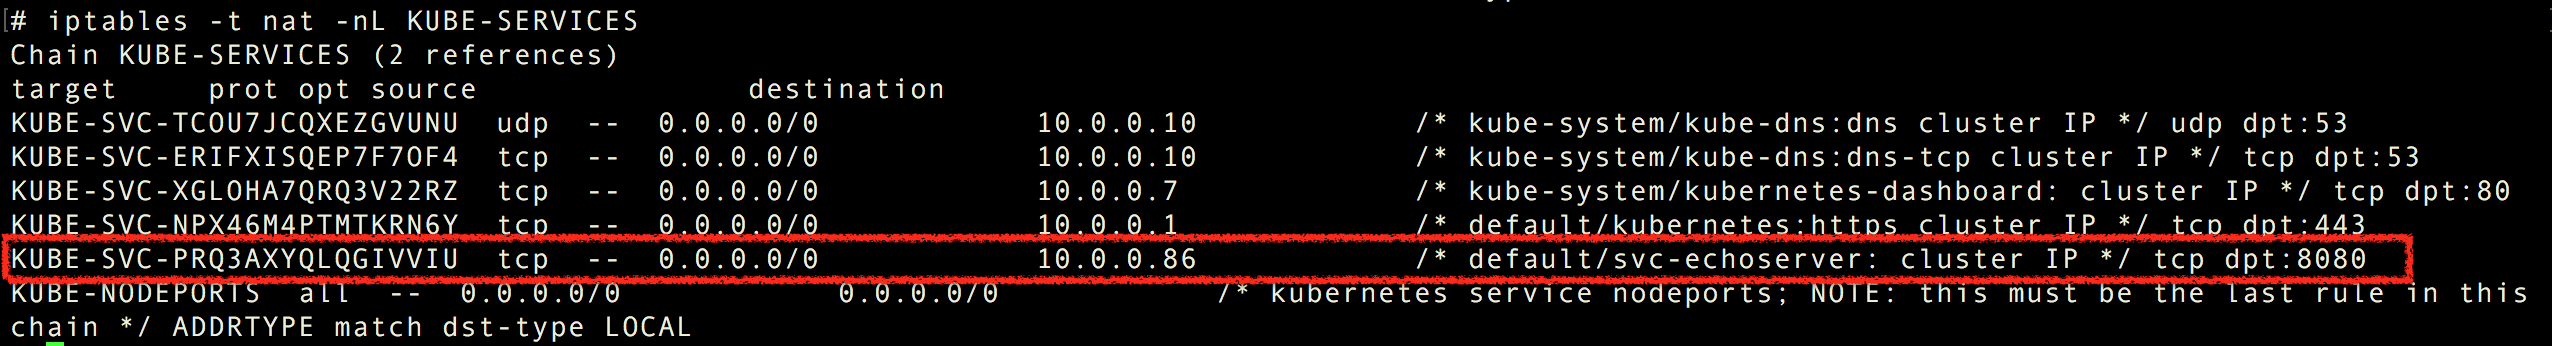 # iptables -t nat -nL KUBE-SERVICES
Chain KUBE-SERVICES (2 references)
target prot opt source destination
KUBE-SVC-TCOU7JCQXEZGVUNU udp -- 0.0.0.0/0 10.0.0.10 /* kube-system/kube-dns:dns cluster IP */ udp dpt:53
KUBE-SVC-ERIFXISQEP7F7OF4 tcp -- 0.0.0.0/0 10.0.0.10 /* kube-system/kube-dns:dns-tcp cluster IP */ tcp dpt:53
KUBE-SVC-XGLOHA7QRQ3V22RZ tcp -- 0.0.0.0/0 10.0.0.7 /* kube-system/kubernetes-dashboard: cluster IP */ tcp dpt:80
KUBE-SVC-NPX46M4PTMTKRN6Y tcp -- 0.0.0.0/0 10.0.0.1 /* default/kubernetes:https cluster IP */ tcp dpt:443
KUBE-SVC-PRQ3AXYQLQGIVVIU tcp -- 0.0.0.0/0 10.0.0.86 /* default/svc-echoserver: cluster IP */ tcp dpt:8080
KUBE-NODEPORTS all -- 0.0.0.0/0 0.0.0.0/0 /* kubernetes service nodeports; NOTE: this must be the last rule in this
chain */ ADDRTYPE match dst-type LOCAL